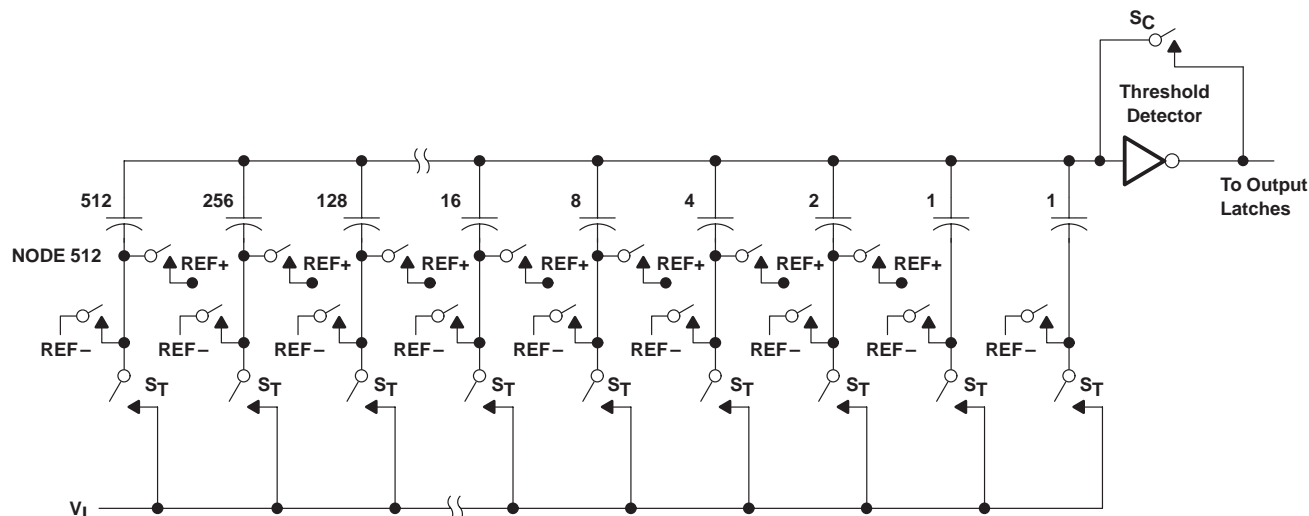 SC
Threshold
Detector
512 256 128 16 8 4 2 1 1
To Output
Latches
NODE 512
REF+ REF+ REF+ REF+ REF+ REF+ REF+
REF– REF– REF– REF– REF– REF– REF– REF– REF–
ST ST ST ST ST ST ST ST ST
VI